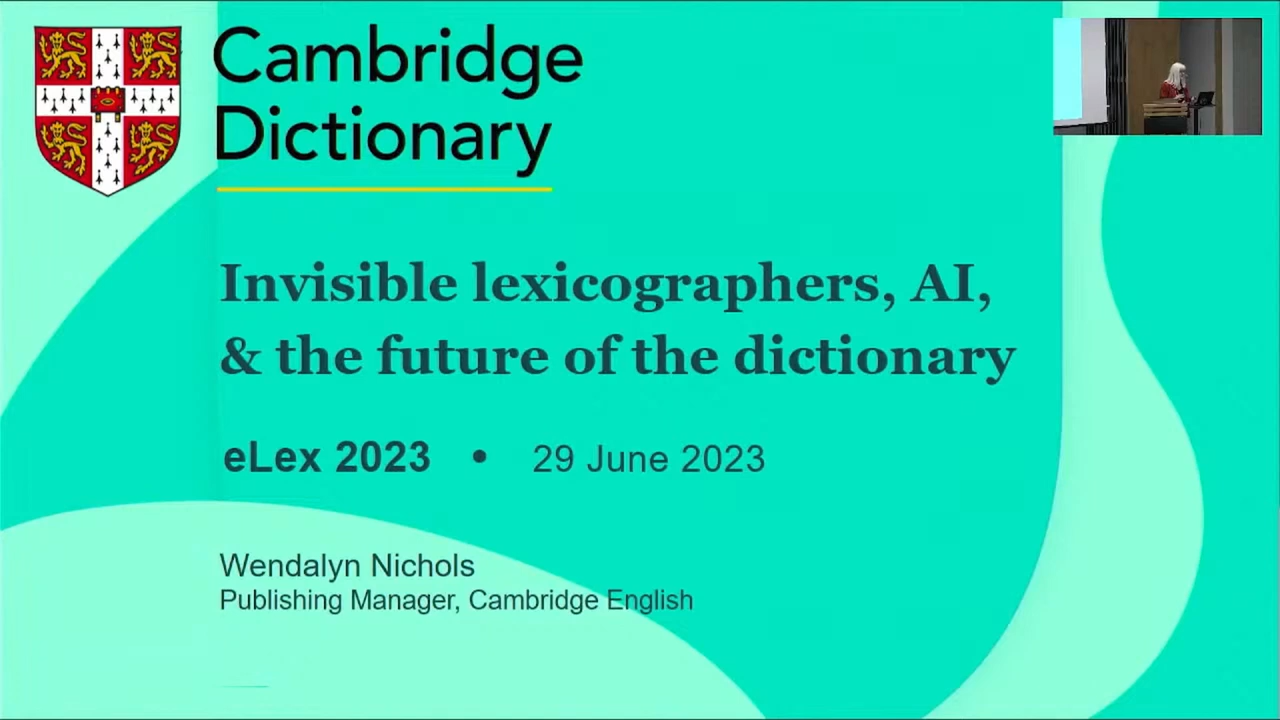 Cambridge
Dictionary
Invisible lexicographers, AI,
& the future of the dictionary
eLex 2023 • 29 June 2023
Wendalyn Nichols
Publishing Manager, Cambridge English